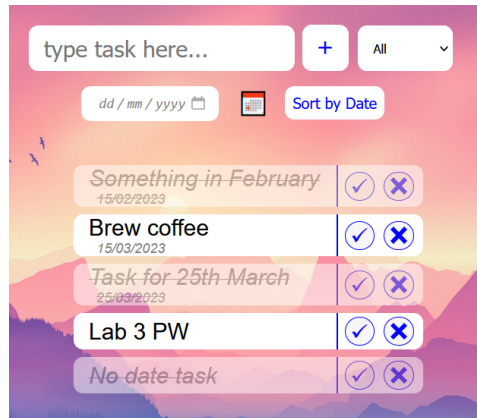 type task here...
+
All
dd / mm / yyyy
Sort by Date
Something in February
15/02/2023
Brew coffee
15/03/2023
Task for 25th March
25/03/2023
Lab 3 PW
No date task